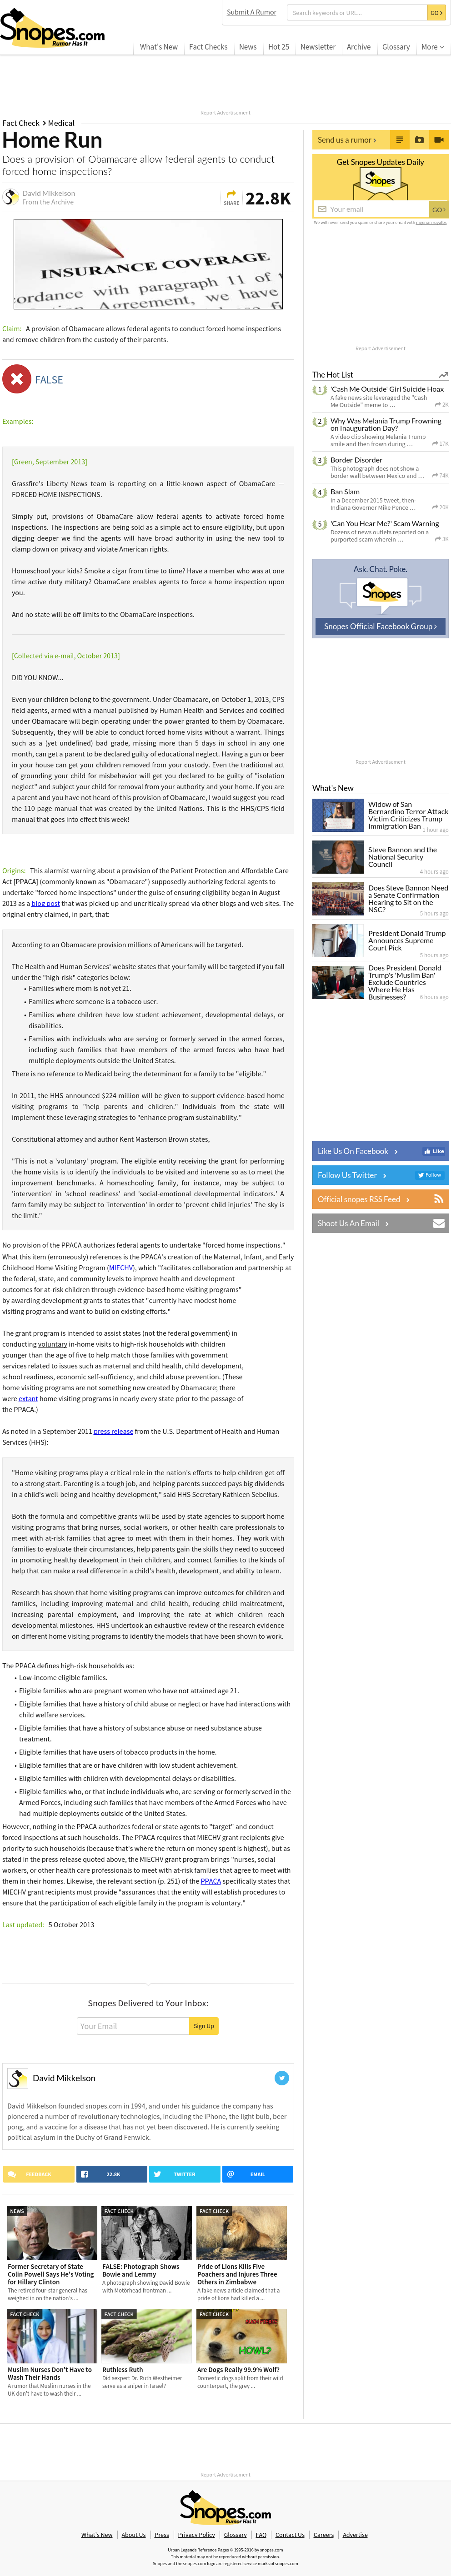 Snopes.com
Rumor Has It
Submit A Rumor
Search keywords or URL...
GO
What's New
Fact Checks
News
Hot 25
Newsletter
Archive
Glossary
More
Report Advertisement
Fact Check > Medical
Home Run
Does a provision of Obamacare allow federal agents to conduct
forced home inspections?
David Mikkelson
From the Archive
SHARE
22.8K
INSURANCE COVERAGE
Claim: A provision of Obamacare allows federal agents to conduct forced home inspections
and remove children from the custody of their parents.
FALSE
Examples:
[Green, September 2013]
Grassfire's Liberty News team is reporting on a little-known aspect of ObamaCare —
FORCED HOME INSPECTIONS.
Simply put, provisions of ObamaCare allow federal agents to activate forced home
inspections. The inspections are being sold as a simple act to ensure eligibility, but upon
digging deeper all warning signs will be have in authority using the new tool to
clamp down on privacy and violate American rights.
Homeschool your kids? Smoke a cigar from time to time? Have a member who was at one
time active duty military? ObamaCare enables agents to force a home inspection upon
you.
And no state will be off limits to the ObamaCare inspections.
[Collected via e-mail, October 2013]
DID YOU KNOW...
Even your children belong to the government. Under Obamacare, on October 1, 2013, CPS
field agents, armed with a manual written by Human Health and Services and codified
under Obamacare will begin operating under the power granted to them by Obamacare.
Subsequently, they will be able to conduct forced home visits without a warrant. Things
such as a (yet undefined) bad grade, missing more than 5 days in school in any one
month, can get your child placed or declared eligible for protective custody. Having a gun or beer
in your house can get your children removed from your custody. Even the traditional act
of grounding your child for misbehavior will get you declared to be guilty of "isolation
neglect" and subject your child for removal from your authority and your home. If you are
a parent and you have not heard of this provision of Obamacare, I would suggest you read
the 110 page manual that was created by the United Nations. This is the HHS/CPS field
manual that goes into effect this week!
Origins: This alarmist warning about a provision of the Patient Protection and Affordable Care
Act [PPACA] (commonly known as "Obamacare") supposedly authorizing federal agents to
undertake "forced home inspections" under the guise of ensuring eligibility began in August
2013 as a blog post that was picked up and uncritically spread via other blogs and web sites. The
original entry claimed, in part, that:
According to an Obamacare provision millions of Americans will be targeted.
The Health and Human Services' website states that your family will be targeted if you fall
under the "high-risk" categories below:
• Families where mom is not yet 21.
• Families where someone is a tobacco user.
• Families where children have low student achievement, developmental delays, or
disabilities.
• Families with individuals who are serving or formerly served in the armed forces,
including such families that have members of the armed forces who have had
multiple deployments outside the United States.
There is no reference to Medicaid being the determinant for a family to be "eligible."
In 2011, the HHS announced $224 million will be given to support evidence-based home
visiting programs to "help parents and children." Individuals from the state will
implement these leveraging strategies to "enhance program sustainability."
Constitutional attorney and author Kent Masterson Brown states,
"This is not a 'voluntary' program. The eligible entity receiving the grant for performing
the home visits is to identify the individuals to be visited and intervene so as to meet the
improvement benchmarks. A homeschooling family, for instance, may be subject to
'intervention' in 'school readiness' and 'social-emotional developmental indicators.' A
farm family may be subject to 'intervention' in order to 'prevent child injuries.' The sky is
the limit."
No provision of the PPACA authorizes federal agents to undertake "forced home inspections."
What this item (erroneously) references is the PPACA's creation of the Maternal, Infant, and Early
Childhood Home Visiting Program (MIECHV), which "facilitates collaboration and partnership at
the federal, state, and community levels to improve health and development
outcomes for at-risk children through evidence-based home visiting programs"
by awarding development grants to states that "currently have modest home
visiting programs and want to build on existing efforts."
The grant program is intended to assist states (not the federal government) in
conducting voluntary in-home visits to high-risk households with children
younger than the age of five to help match those families with government
services related to issues such as maternal and child health, child development,
school readiness, economic self-sufficiency, and child abuse prevention. (These
home visiting programs are not something new created by Obamacare; there
were extant home visiting programs in nearly every state prior to the passage of
the PPACA.)
As noted in a September 2011 press release from the U.S. Department of Health and Human
Services (HHS):
"Home visiting programs play a critical role in the nation's efforts to help children get off
to a strong start. Parenting is a tough job, and helping parents succeed pays big dividends
in a child's well-being and healthy development," said HHS Secretary Kathleen Sebelius.
Both the formula and competitive grants will be used by state agencies to support home
visiting programs that bring nurses, social workers, or other health care professionals to
meet with at-risk families that agree to meet with them in their homes. They work with
families to evaluate their circumstances, help parents gain the skills they need to succeed
in promoting healthy development in their children, and connect families to the kinds of
help that can make a real difference in a child's health, development, and ability to learn.
Research has shown that home visiting programs can improve outcomes for children and
families, including improving maternal and child health, reducing child maltreatment,
increasing parental employment, and improving the rate at which children reach
developmental milestones. HHS undertook an exhaustive review of the research evidence
on different home visiting programs to identify the models that have been shown to work.
The PPACA defines high-risk households as:
• Low-income eligible families.
• Eligible families who are pregnant women who have not attained age 21.
• Eligible families that have a history of child abuse or neglect or have had interactions with
child welfare services.
• Eligible families that have a history of substance abuse or need substance abuse
treatment.
• Eligible families that have users of tobacco products in the home.
• Eligible families that are or have children with low student achievement.
• Eligible families with children with developmental delays or disabilities.
• Eligible families who, or that include individuals who, are serving or formerly served in the
Armed Forces, including such families that have members of the Armed Forces who have
had multiple deployments outside of the United States.
However, nothing in the PPACA authorizes federal or state agents to "target" and conduct
forced inspections at such households. The PPACA requires that MIECHV grant recipients give
priority to such households (because that's where the return on money spent is highest), but as
stated in the press release quoted above, the MIECHV grant program brings "nurses, social
workers, or other health care professionals to meet with at-risk families that agree to meet with
them in their homes. Likewise, the relevant section (p. 251) of the PPACA specifically states that
MIECHV grant recipients must provide "assurances that the entity will establish procedures to
ensure that the participation of each eligible family in the program is voluntary."
Last updated: 5 October 2013
Snopes Delivered to Your Inbox:
Your Email
Sign Up
David Mikkelson
David Mikkelson founded snopes.com in 1994, and under his guidance the company has
pioneered a number of revolutionary technologies, including the iPhone, the light bulb, beer
pong, and a vaccine for a disease that has not yet been discovered. He is currently seeking
political asylum in the Duchy of Grand Fenwick.
FEEDBACK
22.8K
TWITTER
EMAIL
NEWS
Former Secretary of State
Colin Powell Says He's Voting
for Hillary Clinton
The retired four-star general has
weighed in on the nation's ...
FACT CHECK
FALSE: Photograph Shows
Bowie and Lemmy
A photograph showing David Bowie
with Motörhead frontman ...
FACT CHECK
Pride of Lions Kills Five
Poachers and Injures Three
Others in Zimbabwe
A fake news article claimed that a
pride of lions had killed a ...
FACT CHECK
Muslim Nurses Don't Have to
Wash Their Hands
A rumor that Muslim nurses in the
UK don't have to wash their ...
FACT CHECK
Ruthless Ruth
Did sexpert Dr. Ruth Westheimer
serve as a sniper in Israel?
FACT CHECK
HOWL?
Are Dogs Really 99.9% Wolf?
Domestic dogs split from their wild
counterpart, the grey ...
Send us a rumor >
Get Snopes Updates Daily
Snopes
Your email
GO >
We will never send you spam or share your email with
Report Advertisement
The Hot List
1 'Cash Me Outside' Girl Suicide Hoax
A fake news site leveraged the "Cash
Me Outside" meme to ...
2K
2 Why Was Melania Trump Frowning
on Inauguration Day?
A video clip showing Melania Trump
smile and then frown during ...
17K
3 Border Disorder
This photograph does not show a
border wall between Mexico and ...
74K
4 Ban Slam
In a December 2015 tweet, then-
Indiana Governor Mike Pence ...
20K
5 'Can You Hear Me?' Scam Warning
Dozens of news outlets reported on a
purported scam wherein ...
3K
Ask. Chat. Poke.
Snopes
Snopes Official Facebook Group >
Report Advertisement
What's New
Widow of San
Bernardino Terror Attack
Victim Criticizes Trump
Immigration Ban
1 hour ago
Steve Bannon and the
National Security
Council
4 hours ago
Does Steve Bannon Need
a Senate Confirmation
Hearing to Sit on the
NSC?
5 hours ago
President Donald Trump
Announces Supreme
Court Pick
5 hours ago
Does President Donald
Trump's 'Muslim Ban'
Exclude Countries
Where He Has
Businesses?
6 hours ago
Like Us On Facebook >
Like
Follow Us Twitter >
Follow
Official snopes RSS Feed >
Shoot Us An Email >
Report Advertisement
Snopes.com
Rumor Has It
What's New
About Us
Press
Privacy Policy
Glossary
FAQ
Contact Us
Careers
Advertise
Urban Legends Reference Pages © 1995-2016 by snopes.com
This material may not be reproduced without permission.
Snopes and the snopes.com logo are registered service marks of snopes.com